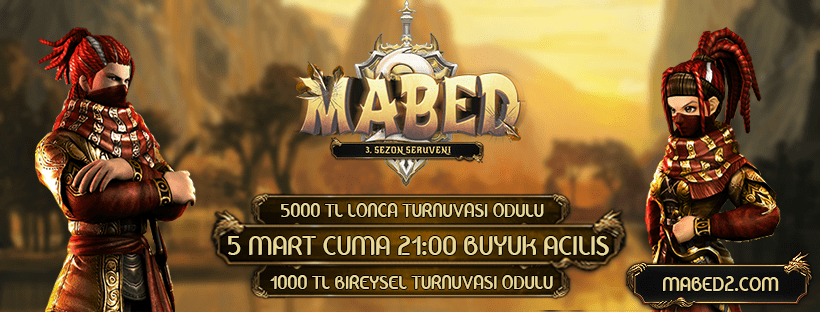 MABED
3. SEZON SERUVENI
5000 TL LONCA TURNUVASI ODULU
5 MART CUMA 21:00 BUYUK ACILIS
1000 TL BIREYSEL TURNUVASI ODULU
MABED2.COM